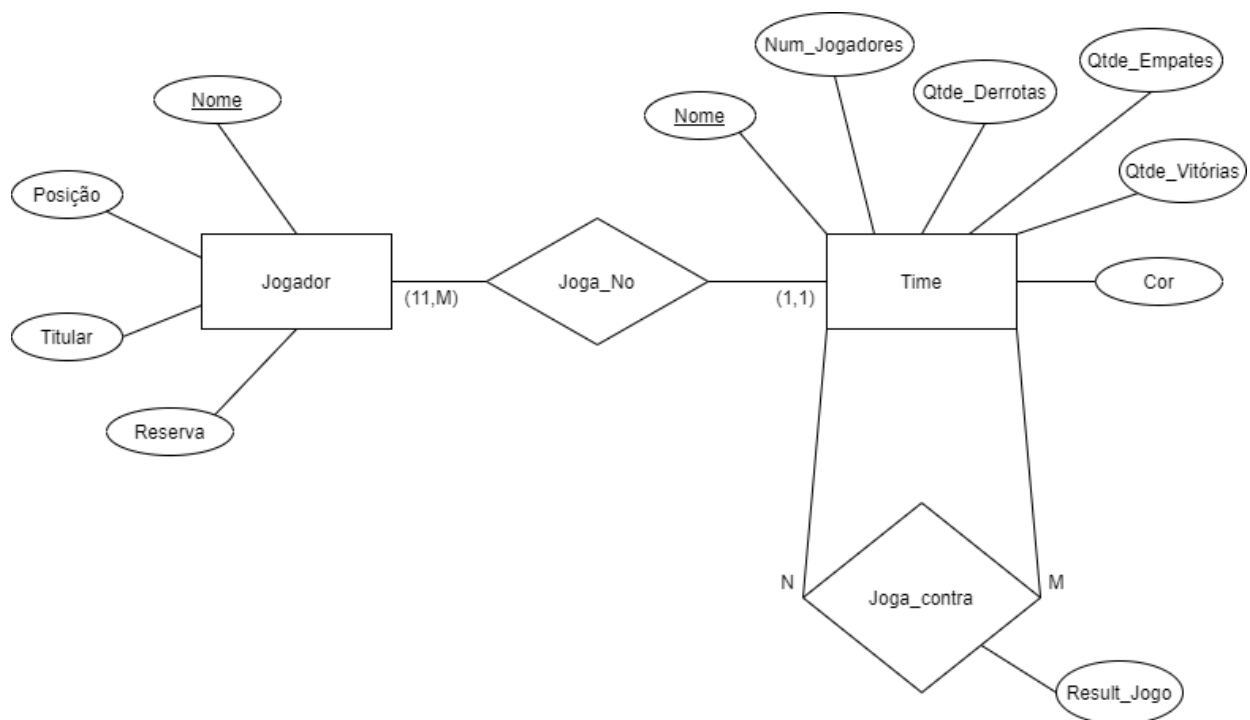 Num_Jogadores
Qtde_Empates
Qtde_Derrotas
Nome
Nome
Qtde_Vitórias
Posição
Jogador
(11,M)
Joga_No
(1,1)
Time
Cor
Titular
Reserva
N
Joga_contra
M
Result_Jogo